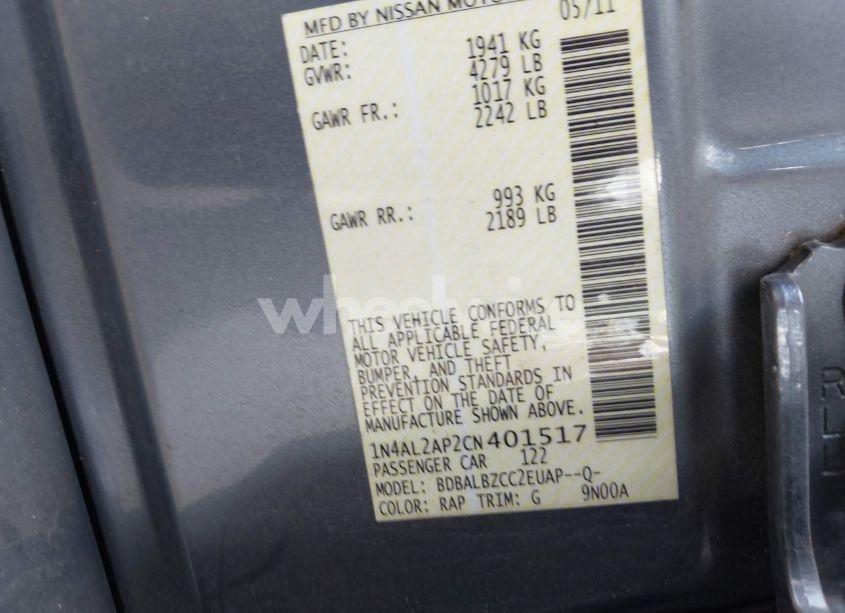 MFD BY NISSAN MOTOR
DATE: 05/11
GVWR: 1941 KG
4279 LB
GAWR FR.: 1017 KG
2242 LB
GAWR RR.: 993 KG
2189 LB
THIS VEHICLE CONFORMS TO
ALL APPLICABLE FEDERAL
MOTOR VEHICLE SAFETY,
BUMPER, AND THEFT
PREVENTION STANDARDS IN
EFFECT ON THE DATE OF
MANUFACTURE SHOWN ABOVE.
1N4AL2AP2CN401517
PASSENGER CAR 122
MODEL: BDBALBZCC2EUAP--Q-
COLOR: RAP TRIM: G 9N00A